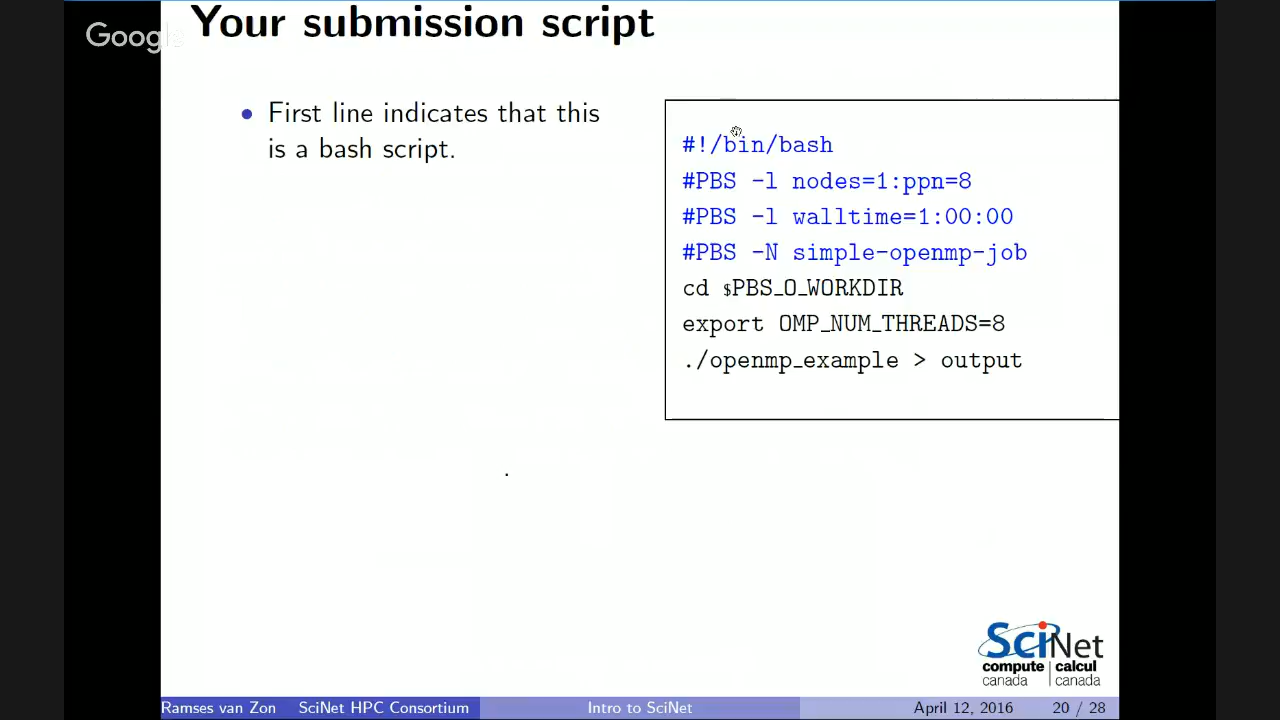 Your submission script
Google
• First line indicates that this
is a bash script.
#!/bin/bash
#PBS -l nodes=1:ppn=8
#PBS -l walltime=1:00:00
#PBS -N simple-openmp-job
cd $PBS_O_WORKDIR
export OMP_NUM_THREADS=8
./openmp_example > output
.
SciNet
compute | calcul
canada | canada
Ramses van Zon SciNet HPC Consortium Intro to SciNet April 12, 2016 20 / 28